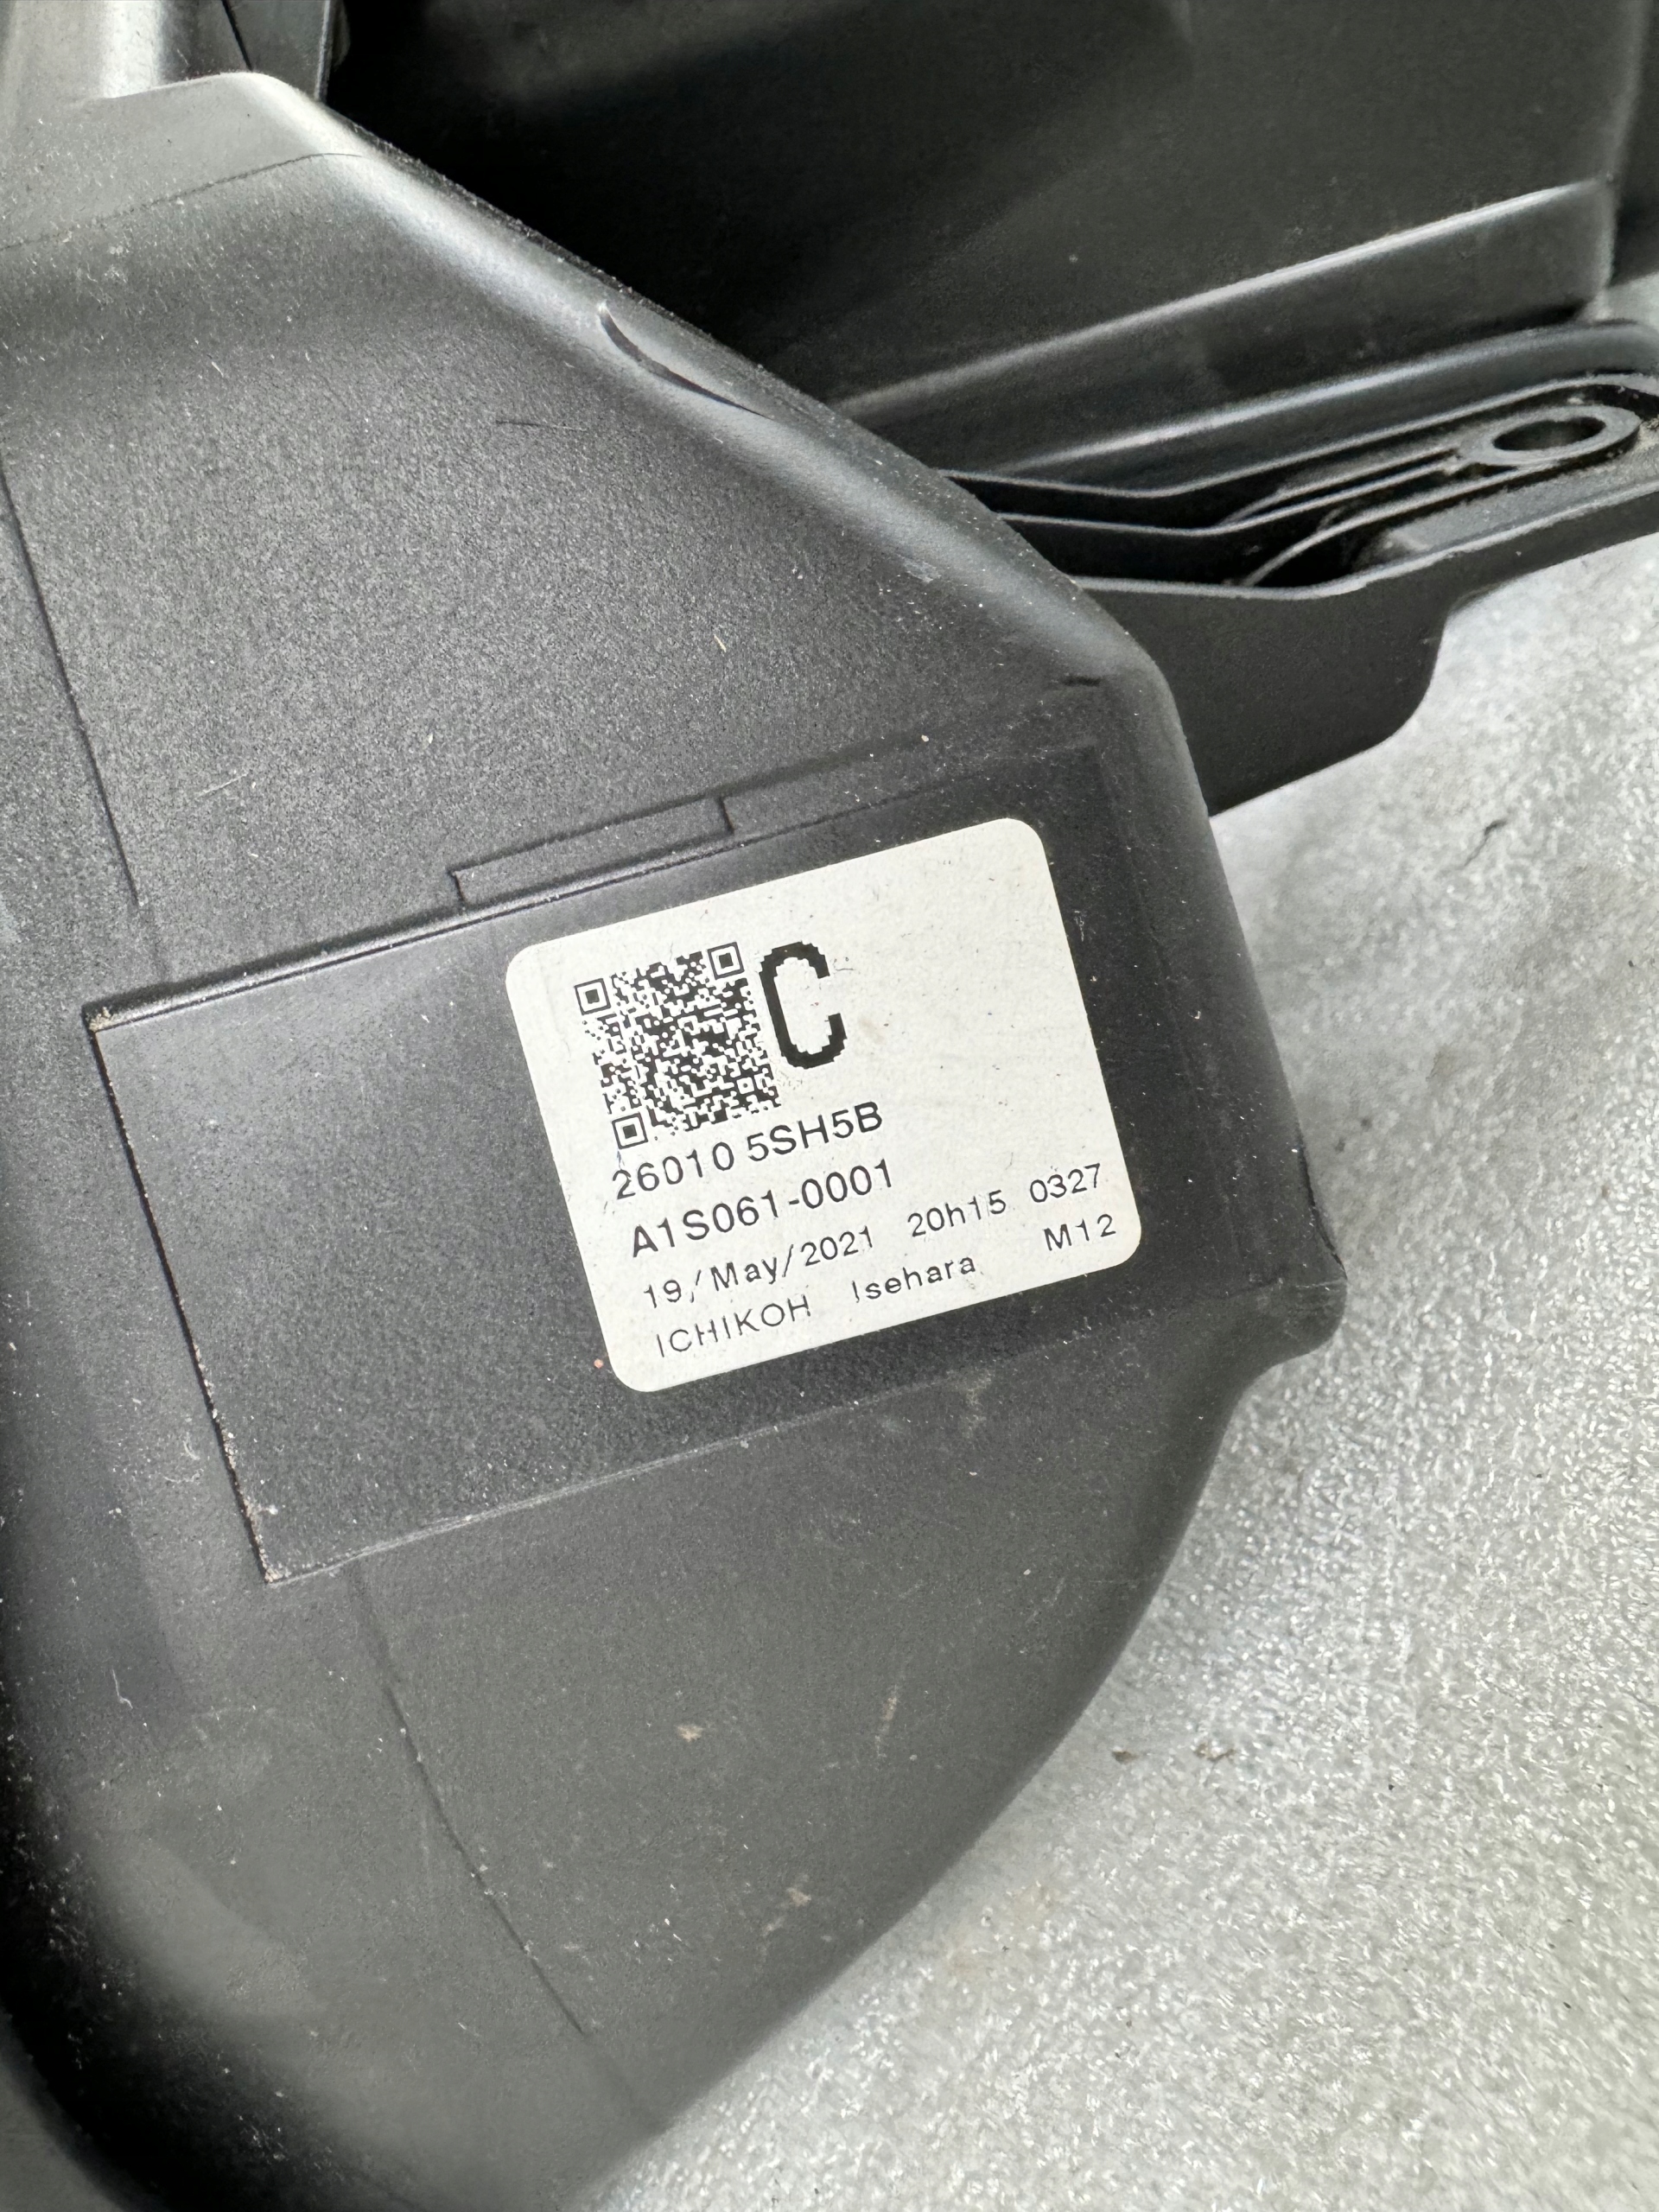 C
26010 5SH5B
A1S061-0001
19/May/2021 20h15 0327
ICHIKOH Isehara M12